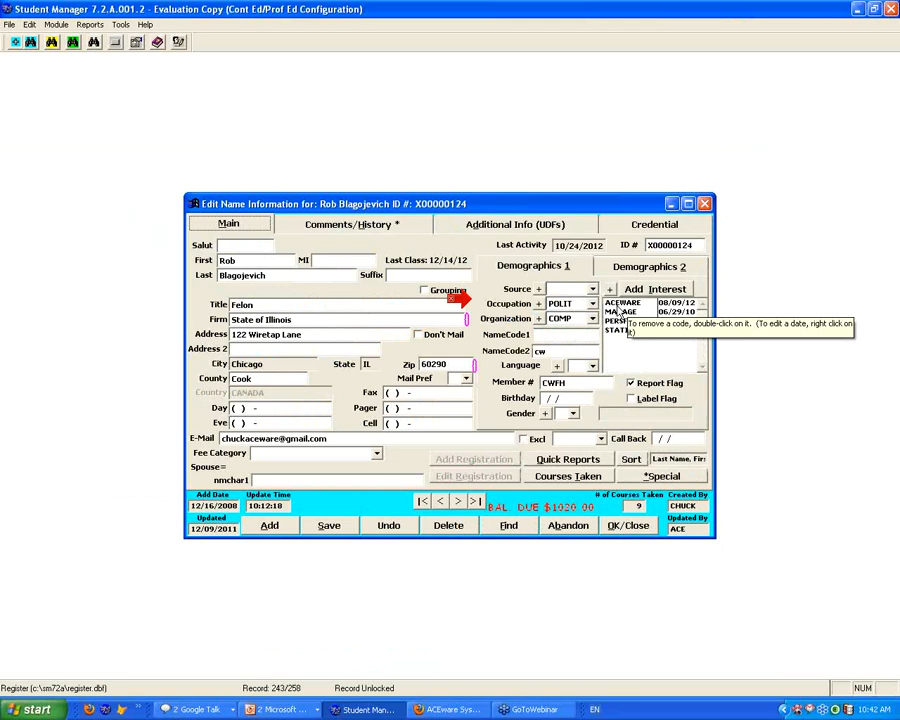 Student Manager 7.2.A.001.2 - Evaluation Copy (Cont Ed/Prof Ed Configuration)
File Edit Module Reports Tools Help
Edit Name Information for: Rob Blagojevich ID #: X00000124
Main Comments/History * Additional Info (UDFs) Credential
Salut Last Activity 10/24/2012 ID # X00000124
First Rob MI Last Class: 12/14/12 Demographics 1 Demographics 2
Last Blagojevich Suffix
Grouping Source + + Add Interest
Title Felon Occupation + POLIT ACEWARE 08/09/12
Firm State of Illinois Organization + COMP 06/29/10
To remove a code, double-click on it. (To edit a date, right click on it)
Address 122 Wiretap Lane Don't Mail NameCode1
Address 2 NameCode2 cw
City Chicago State IL Zip 60290 Language +
County Cook Mail Pref Member # CWFH Report Flag
Country CANADA Fax ( ) - Birthday / / Label Flag
Day ( ) - Pager ( ) - Gender +
Eve ( ) - Cell ( ) -
E-Mail chuckaceware@gmail.com Excl Call Back / /
Fee Category Add Registration Quick Reports Sort Last Name, Fir
Spouse= Edit Registration Courses Taken *Special
nmchar1
Add Date Update Time # of Courses Taken Created By
12/16/2008 10:12:18 |< < > >| BAL DUE $1020.00 9 CHUCK
Updated Updated By
12/09/2011 Add Save Undo Delete Find Abandon OK/Close ACE
Register (c:\sm72a\register.dbf) Record: 243/258 Record Unlocked NUM
start 2 Google Talk 2 Microsoft ... Student Man... ACEware Sys... GoToWebinar EN 10:42 AM